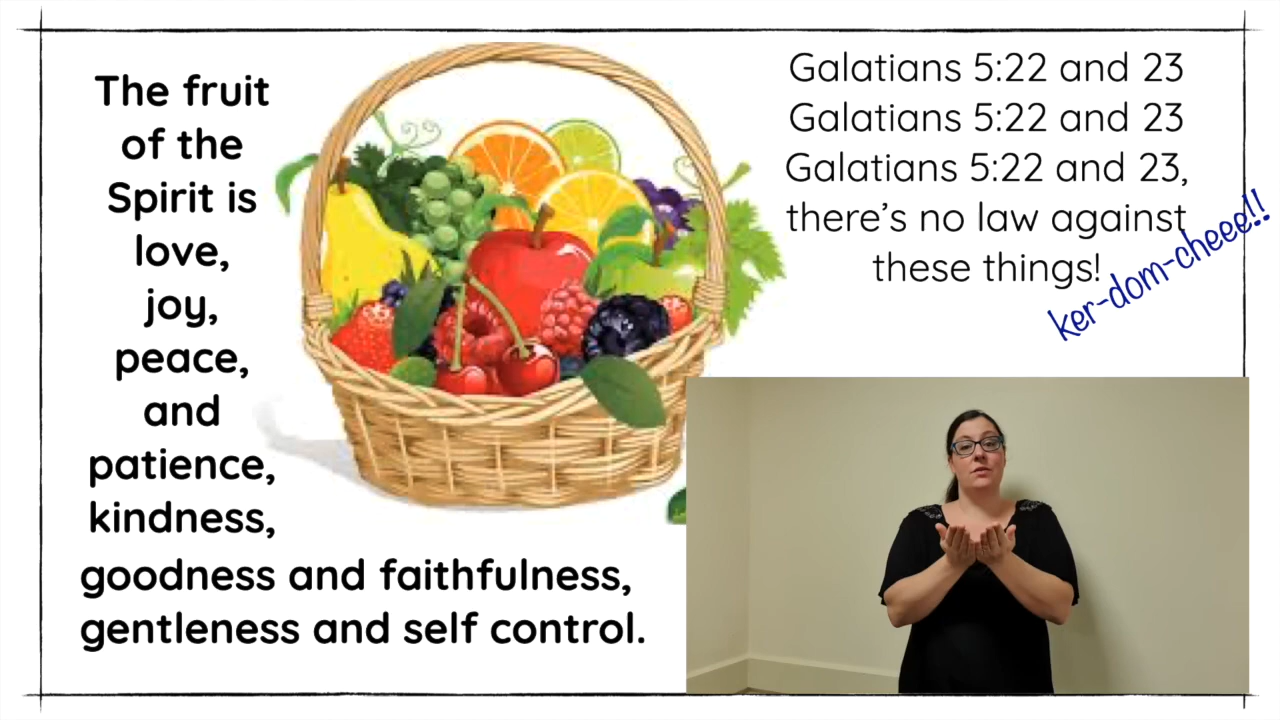 The fruit
of the
Spirit is
love,
joy,
peace,
and
patience,
kindness,
goodness and faithfulness,
gentleness and self control.
Galatians 5:22 and 23
Galatians 5:22 and 23
Galatians 5:22 and 23,
there's no law against
these things!
ker-dom-cheee!!